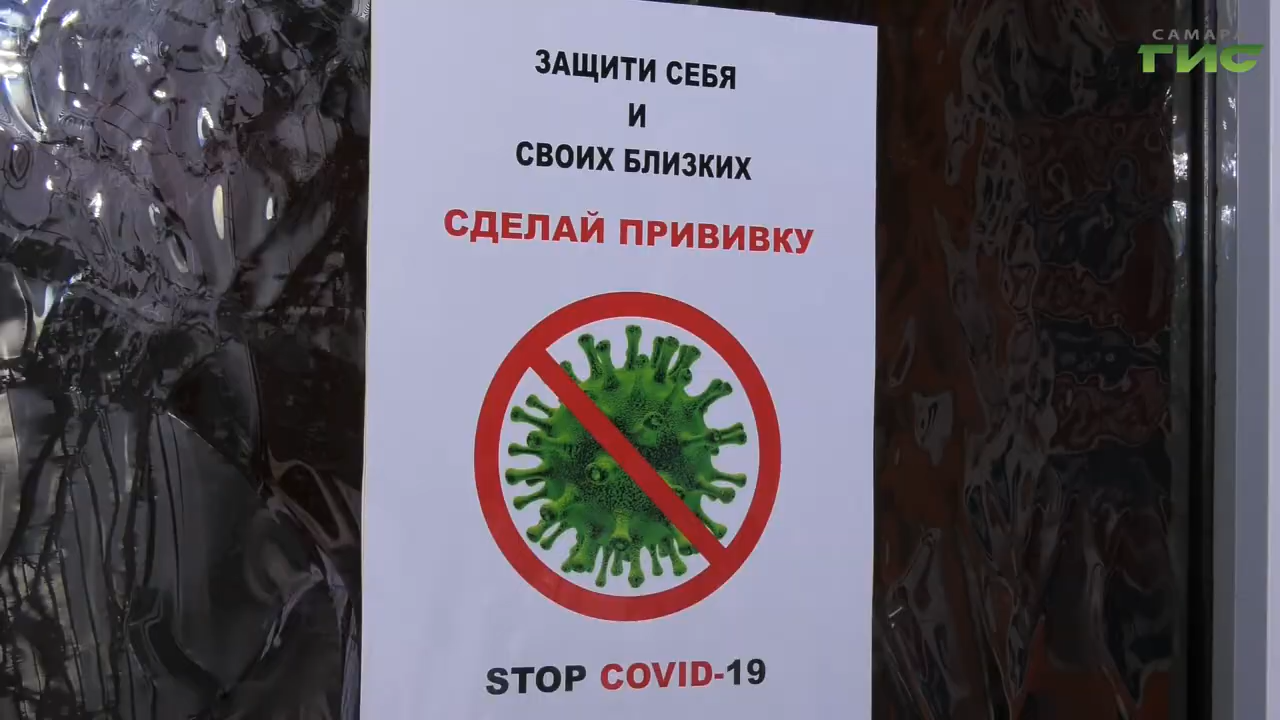 САМАРА
ГИС
ЗАЩИТИ СЕБЯ
И
СВОИХ БЛИЗКИХ
СДЕЛАЙ ПРИВИВКУ
STOP COVID-19